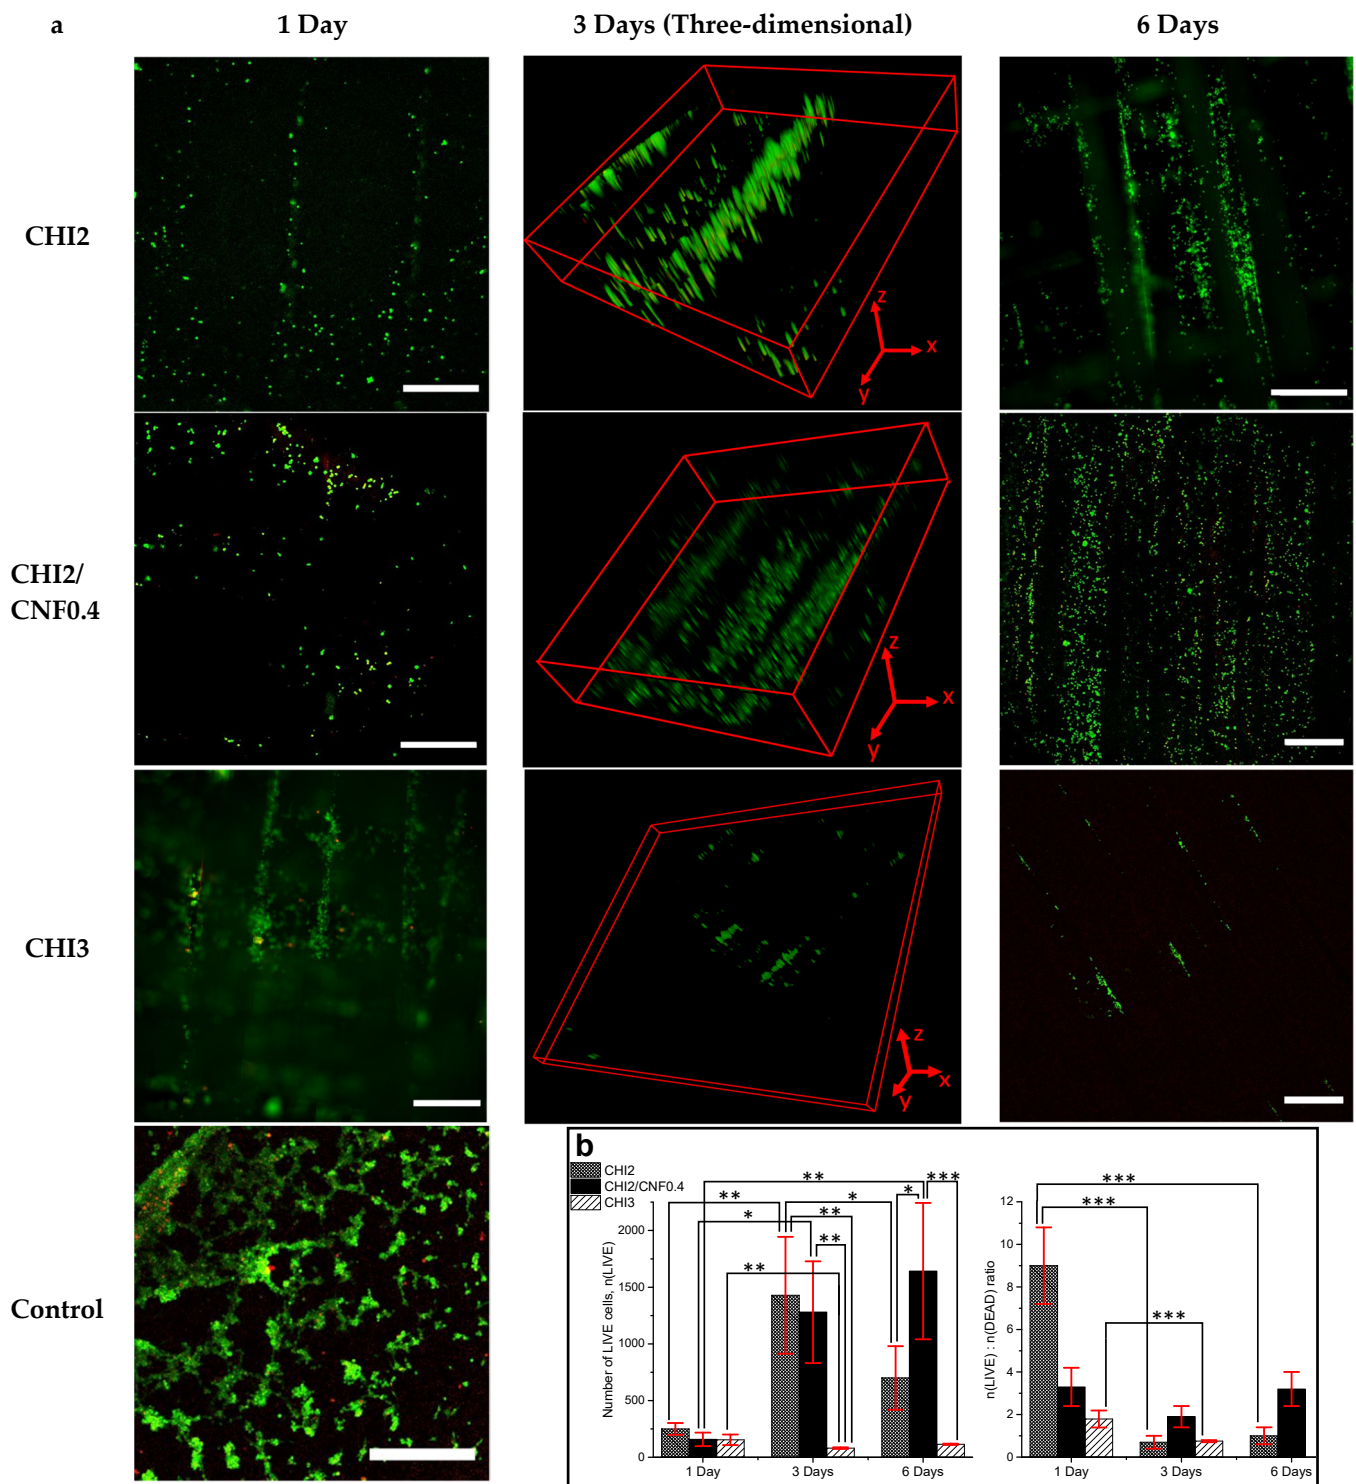 a
1 Day
3 Days (Three-dimensional)
6 Days
CHI2
z
x
y
CHI2/
CNF0.4
z
x
y
CHI3
z
x
y
Control
b
CHI2
CHI2/CNF0.4
CHI3
Number of LIVE cells, n(LIVE)
2000
1500
1000
500
0
** * ** * ** ** ** * ***
1 Day
3 Days
6 Days
n(LIVE) : n(DEAD) ratio
12
10
8
6
4
2
0
***
***
***
1 Day
3 Days
6 Days